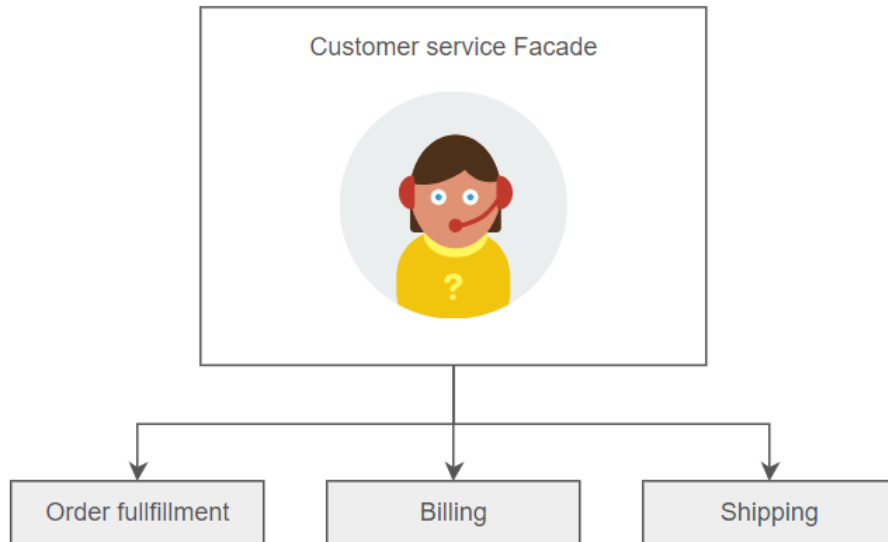 Customer service Facade
?
Order fullfillment
Billing
Shipping